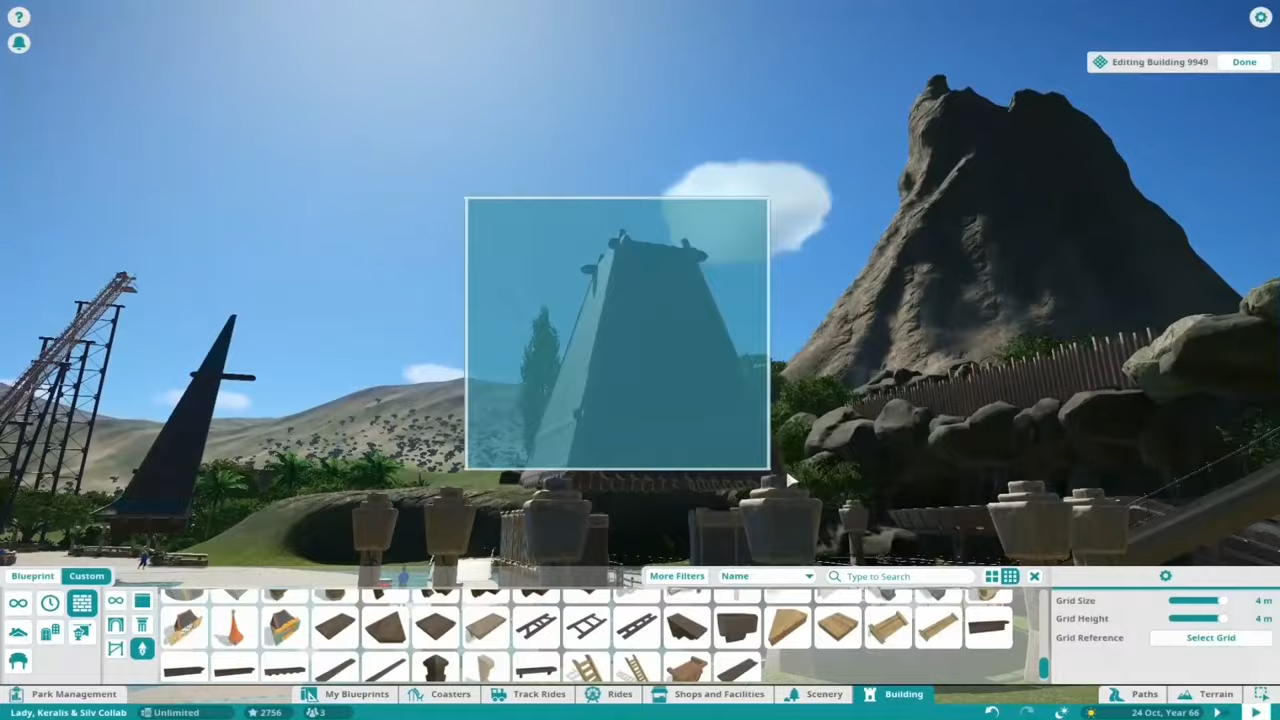 ?
Editing Building 9949 Done
Blueprint Custom
More Filters Name Type to Search
Grid Size 4 m
Grid Height 4 m
Grid Reference Select Grid
Park Management My Blueprints Coasters Track Rides Rides Shops and Facilities Scenery Building Paths Terrain
Lady, Keralis & Silv Collab Unlimited 2756 3 24 Oct, Year 66